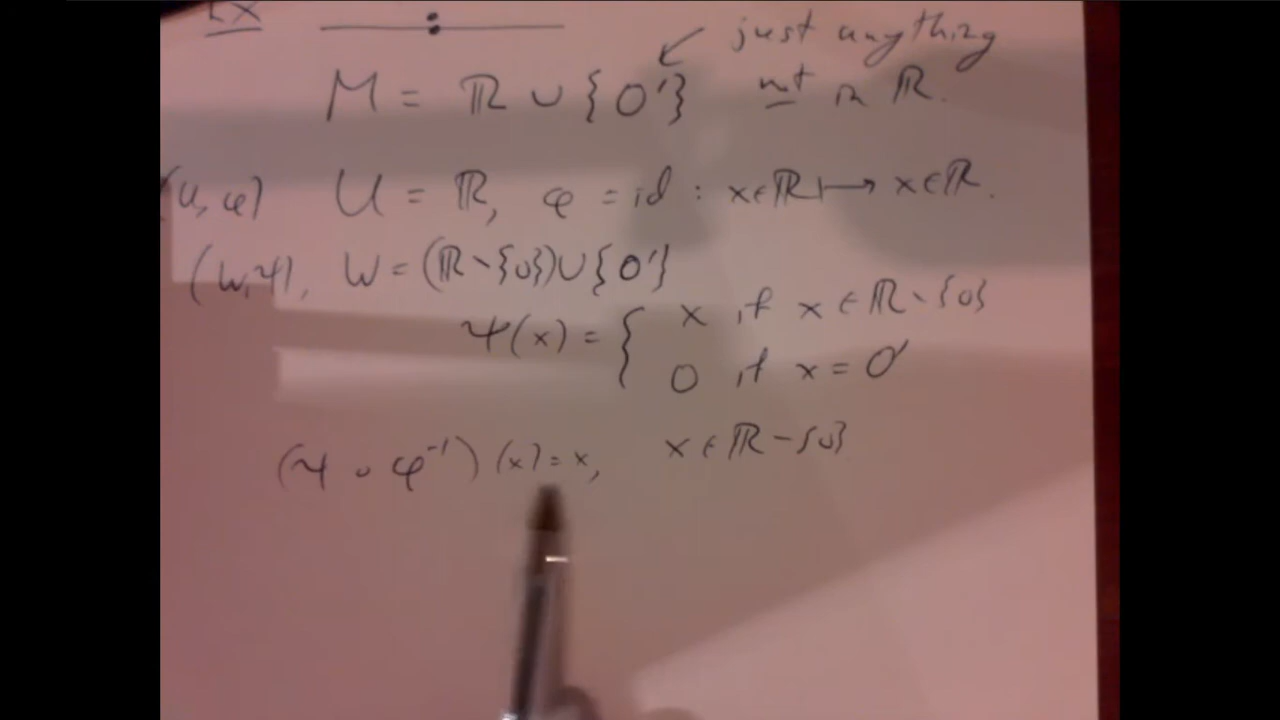 Ex
just anything
M = ℝ ∪ {0'} not in ℝ.
(U, φ) U = ℝ, φ = id : x∈ℝ ↦ x∈ℝ.
(W, ψ), W = (ℝ∖{0})∪{0'}
ψ(x) = { x if x ∈ ℝ∖{0}
0 if x = 0'
(ψ ∘ φ⁻¹)(x) = x, x ∈ ℝ − {0}